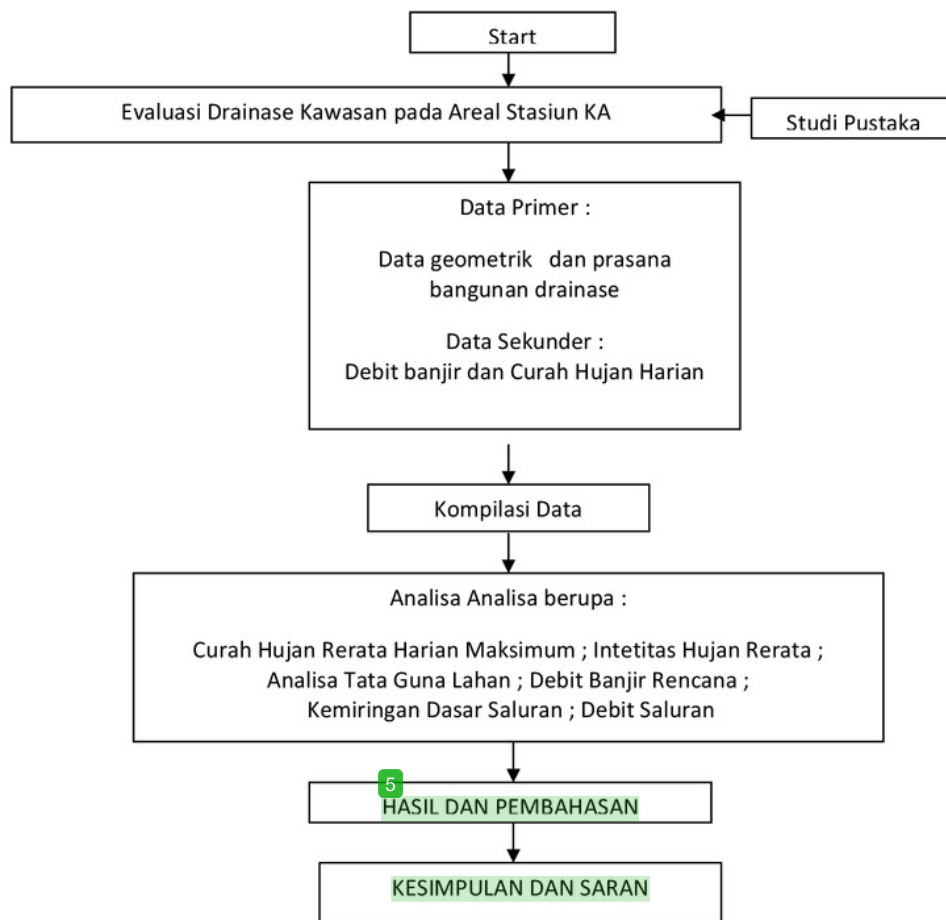 Start
Evaluasi Drainase Kawasan pada Areal Stasiun KA
Studi Pustaka
Data Primer :
Data geometrik dan prasana
bangunan drainase
Data Sekunder :
Debit banjir dan Curah Hujan Harian
Kompilasi Data
Analisa Analisa berupa :
Curah Hujan Rerata Harian Maksimum ; Intetitas Hujan Rerata ;
Analisa Tata Guna Lahan ; Debit Banjir Rencana ;
Kemiringan Dasar Saluran ; Debit Saluran
5
HASIL DAN PEMBAHASAN
KESIMPULAN DAN SARAN